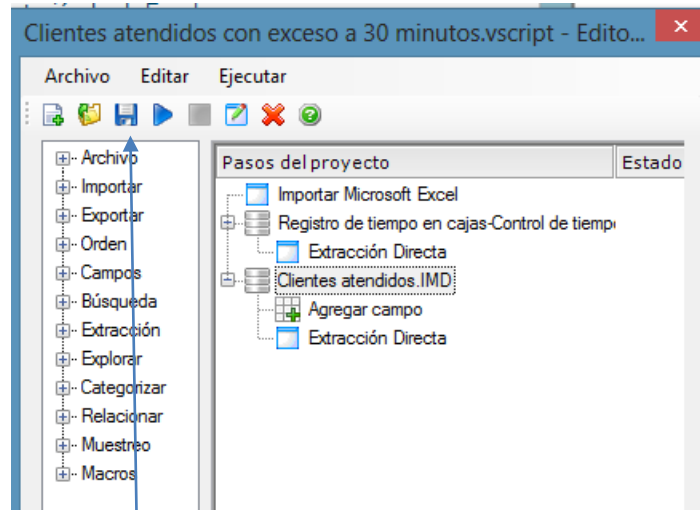 Clientes atendidos con exceso a 30 minutos.vscript - Edito...
Archivo Editar Ejecutar
Archivo
Importar
Exportar
Orden
Campos
Búsqueda
Extracción
Explorar
Categorizar
Relacionar
Muestreo
Macros
Pasos del proyecto Estado
Importar Microsoft Excel
Registro de tiempo en cajas-Control de tiemp
Extracción Directa
Clientes atendidos.IMD
Agregar campo
Extracción Directa